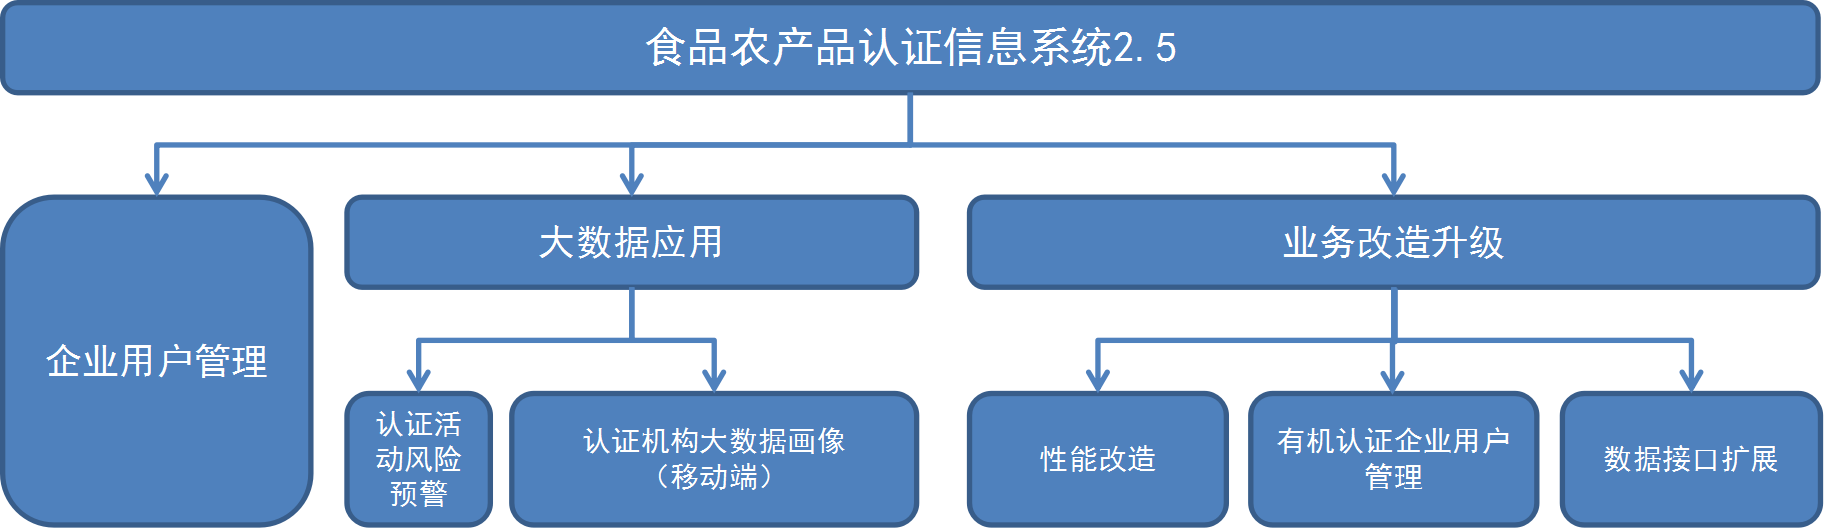 食品农产品认证信息系统2.5
大数据应用
业务改造升级
企业用户管理
认证活
动风险
预警
认证机构大数据画像
（移动端）
性能改造
有机认证企业用户
管理
数据接口扩展